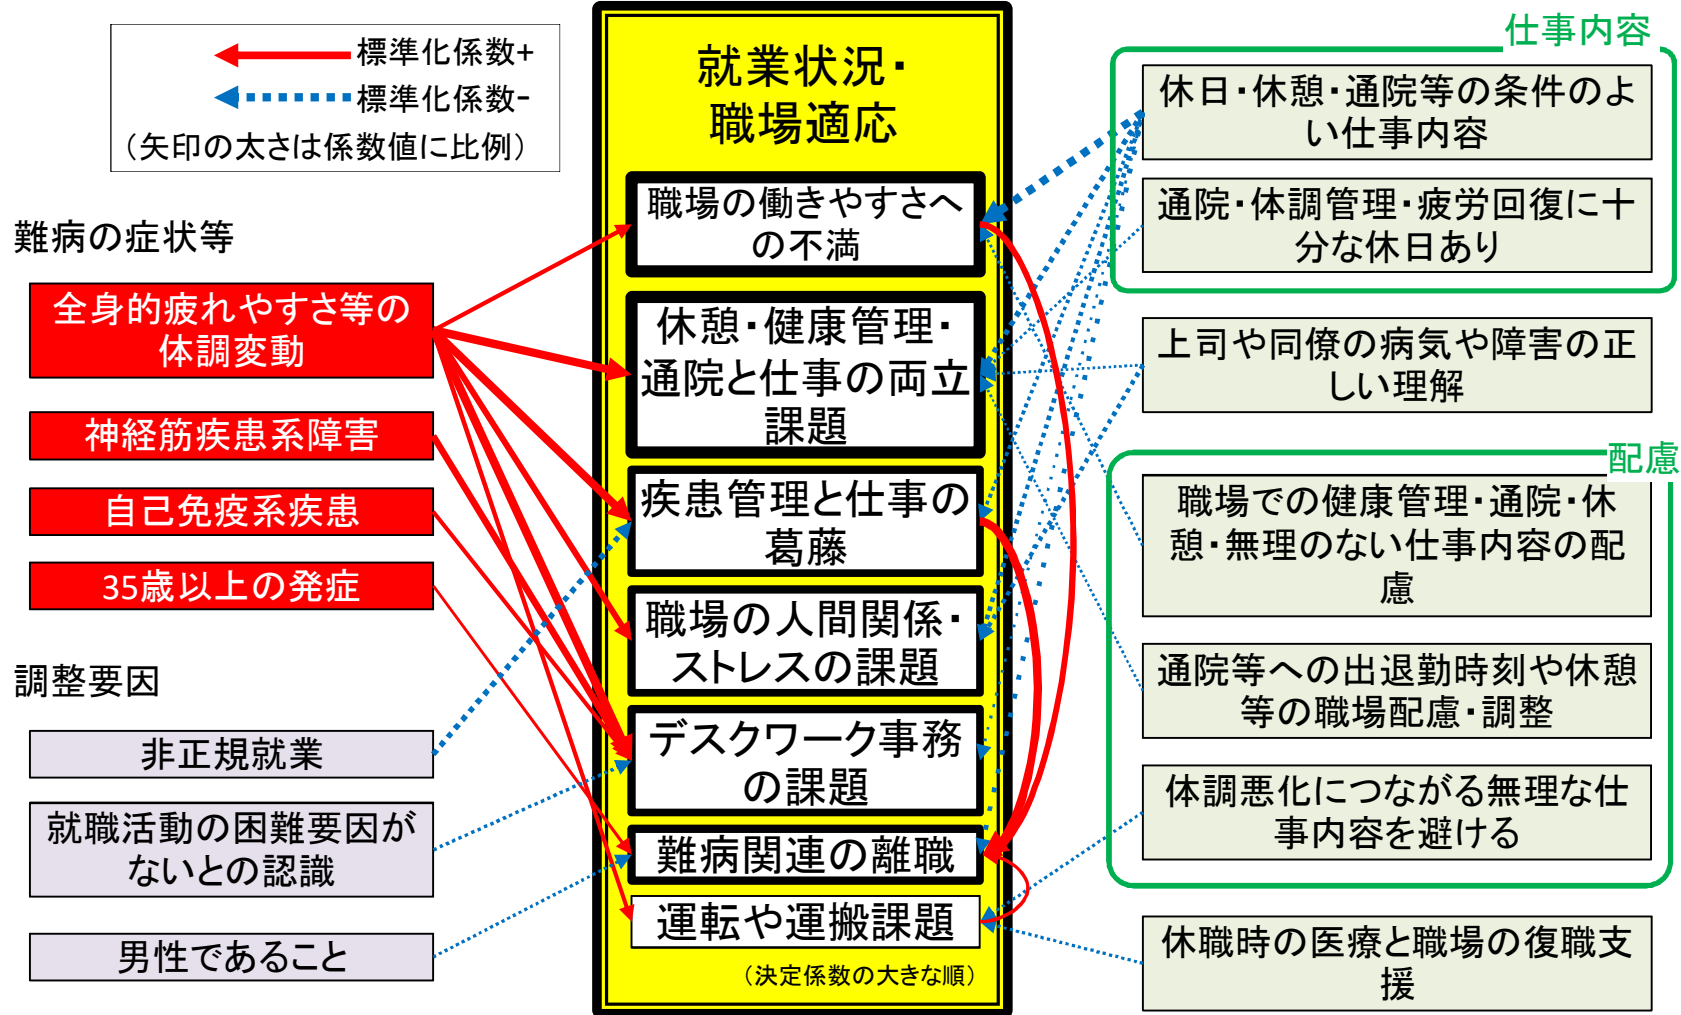 標準化係数+
標準化係数-
（矢印の太さは係数値に比例）
難病の症状等
全身的疲れやすさ等の
体調変動
神経筋疾患系障害
自己免疫系疾患
35歳以上の発症
調整要因
非正規就業
就職活動の困難要因が
ないとの認識
男性であること
就業状況・
職場適応
職場の働きやすさへ
の不満
休憩・健康管理・
通院と仕事の両立
課題
疾患管理と仕事の
葛藤
職場の人間関係・
ストレスの課題
デスクワーク事務
の課題
難病関連の離職
運転や運搬課題
（決定係数の大きな順）
仕事内容
休日・休憩・通院等の条件のよ
い仕事内容
通院・体調管理・疲労回復に十
分な休日あり
上司や同僚の病気や障害の正
しい理解
配慮
職場での健康管理・通院・休
憩・無理のない仕事内容の配
慮
通院等への出退勤時刻や休憩
等の職場配慮・調整
体調悪化につながる無理な仕
事内容を避ける
休職時の医療と職場の復職支
援